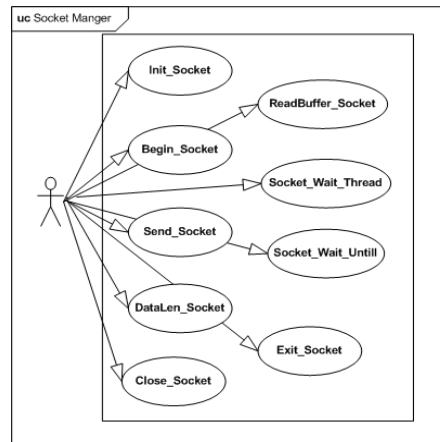 uc Socket Manger
Init_Socket
ReadBuffer_Socket
Begin_Socket
Socket_Wait_Thread
Send_Socket
Socket_Wait_Untill
DataLen_Socket
Exit_Socket
Close_Socket